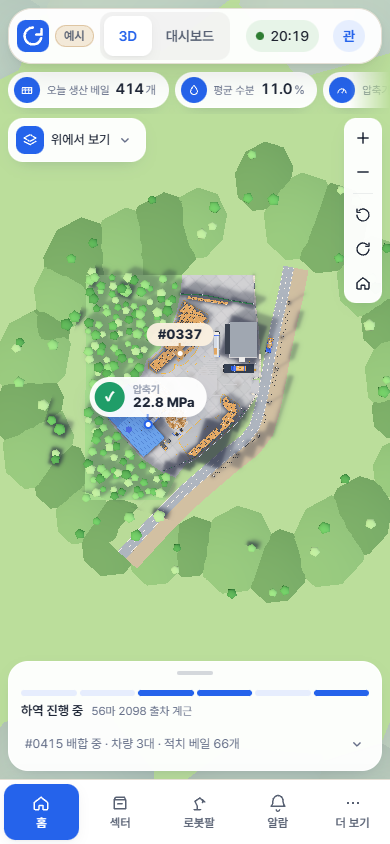 예시
3D
대시보드
20:19
관
오늘 생산 베일 414개
평균 수분 11.0%
위에서 보기
#0337
압축기
22.8 MPa
하역 진행 중 56마 2098 출차 계근
#0415 배합 중 · 차량 3대 · 적치 베일 66개
홈
섹터
로봇팔
알람
더 보기